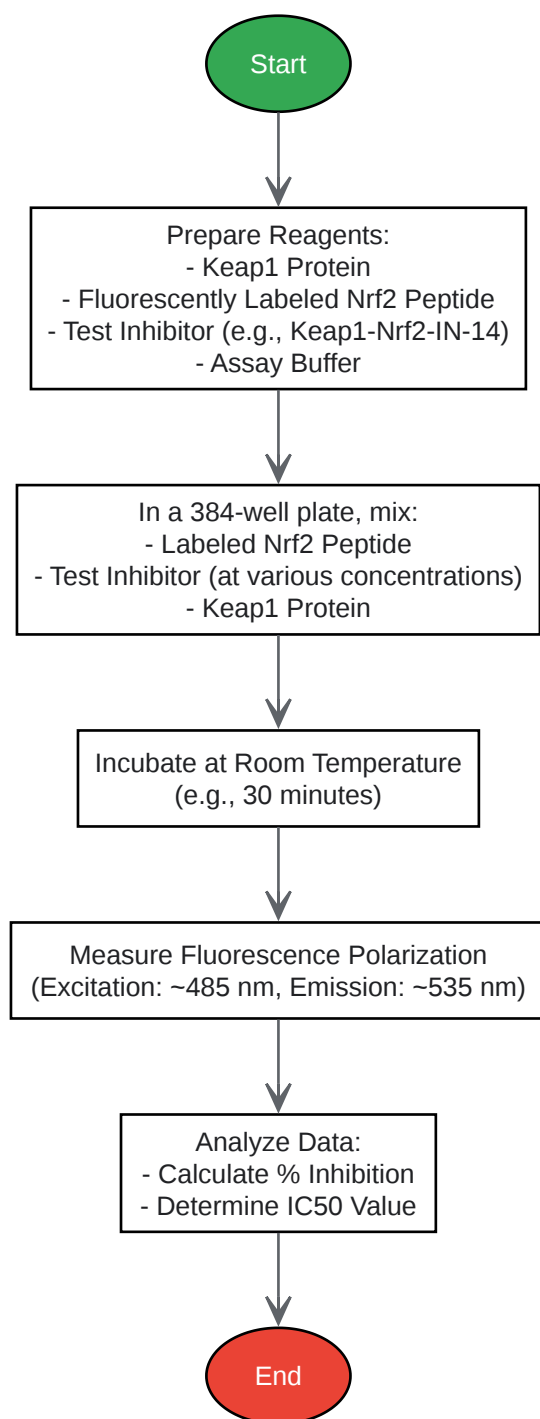 Start
Prepare Reagents:
- Keap1 Protein
- Fluorescently Labeled Nrf2 Peptide
- Test Inhibitor (e.g., Keap1-Nrf2-IN-14)
- Assay Buffer
In a 384-well plate, mix:
- Labeled Nrf2 Peptide
- Test Inhibitor (at various concentrations)
- Keap1 Protein
Incubate at Room Temperature
(e.g., 30 minutes)
Measure Fluorescence Polarization
(Excitation: ~485 nm, Emission: ~535 nm)
Analyze Data:
- Calculate % Inhibition
- Determine IC50 Value
End